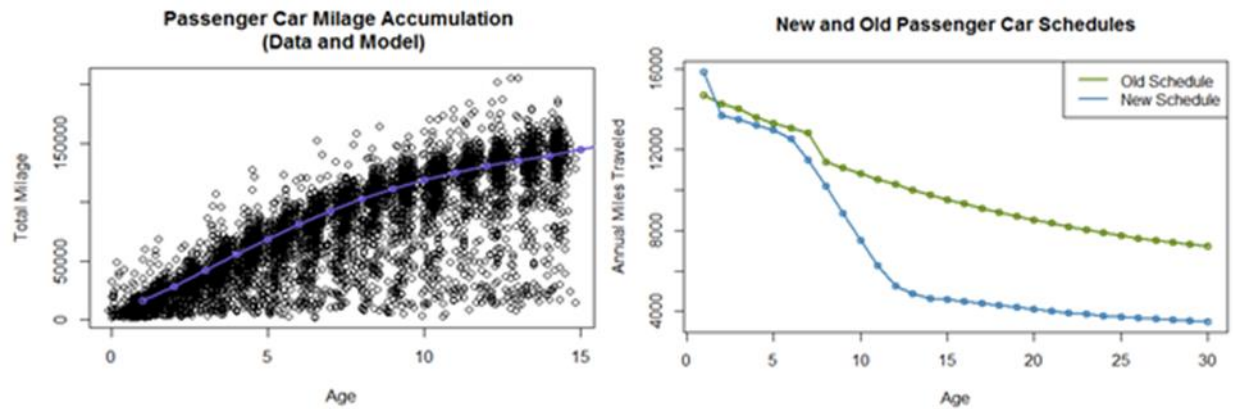 Passenger Car Milage Accumulation
(Data and Model)
Total Milage
150000
50000
0
0 5 10 15
Age
New and Old Passenger Car Schedules
Annual Miles Traveled
16000
12000
8000
4000
Old Schedule
New Schedule
0 5 10 15 20 25 30
Age